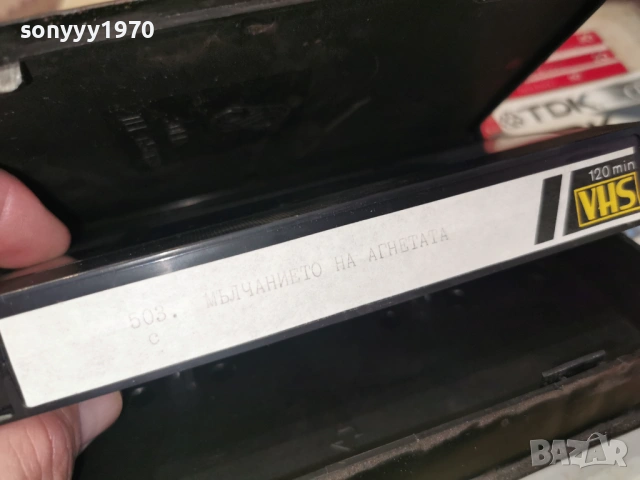 sonyyy1970
TDK
120 min
VHS
503. МЪЛЧАНИЕТО НА АГНЕТАТА
с
bazar